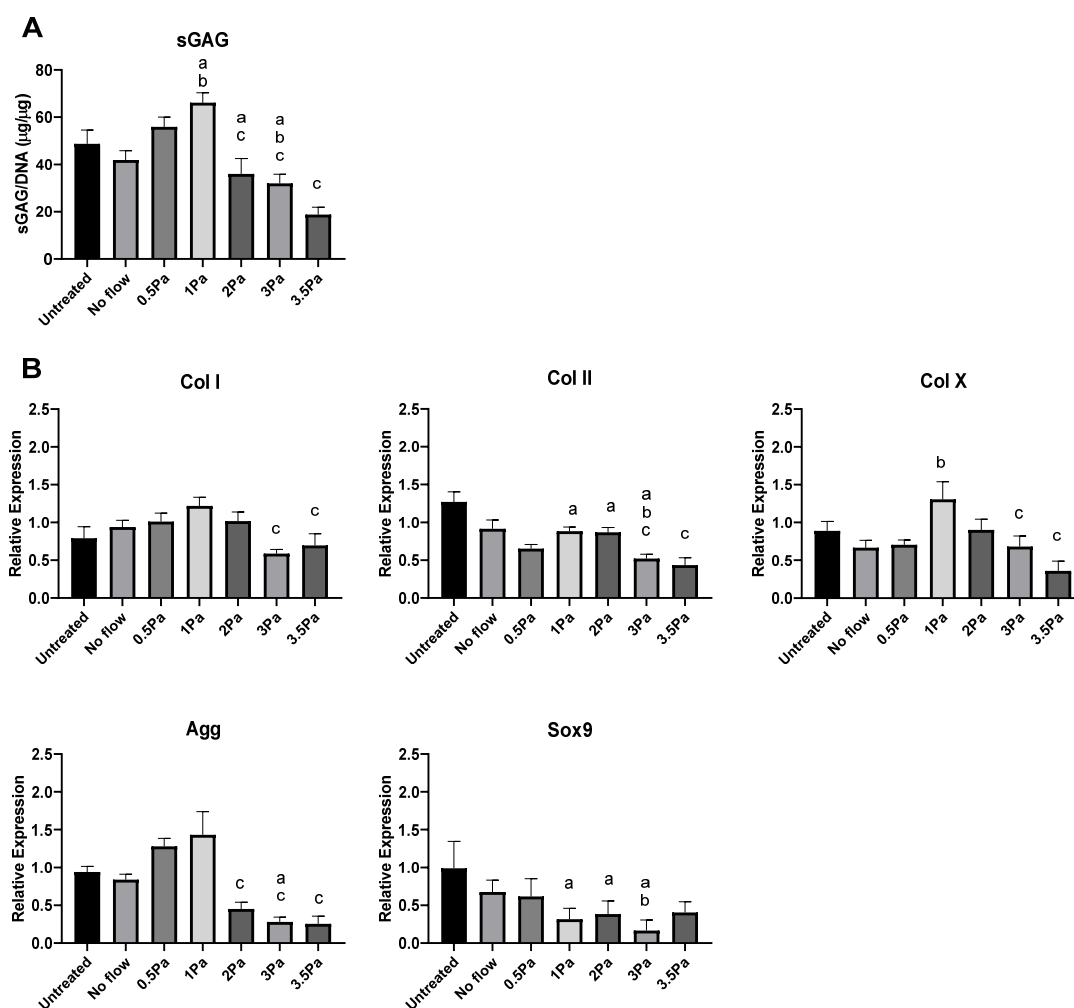 A
sGAG
sGAG/DNA (µg/µg)
80
60
40
20
0
a
b
a
c
a
b
c
c
Untreated
No flow
0.5Pa
1Pa
2Pa
3Pa
3.5Pa
B
Col I
Relative Expression
2.5
2.0
1.5
1.0
0.5
0.0
c
c
Untreated
No flow
0.5Pa
1Pa
2Pa
3Pa
3.5Pa
Col II
Relative Expression
2.5
2.0
1.5
1.0
0.5
0.0
a
a
a
b
c
c
Untreated
No flow
0.5Pa
1Pa
2Pa
3Pa
3.5Pa
Col X
Relative Expression
2.5
2.0
1.5
1.0
0.5
0.0
b
c
c
Untreated
No flow
0.5Pa
1Pa
2Pa
3Pa
3.5Pa
Agg
Relative Expression
2.5
2.0
1.5
1.0
0.5
0.0
c
a
c
c
Untreated
No flow
0.5Pa
1Pa
2Pa
3Pa
3.5Pa
Sox9
Relative Expression
2.5
2.0
1.5
1.0
0.5
0.0
a
a
a
b
Untreated
No flow
0.5Pa
1Pa
2Pa
3Pa
3.5Pa